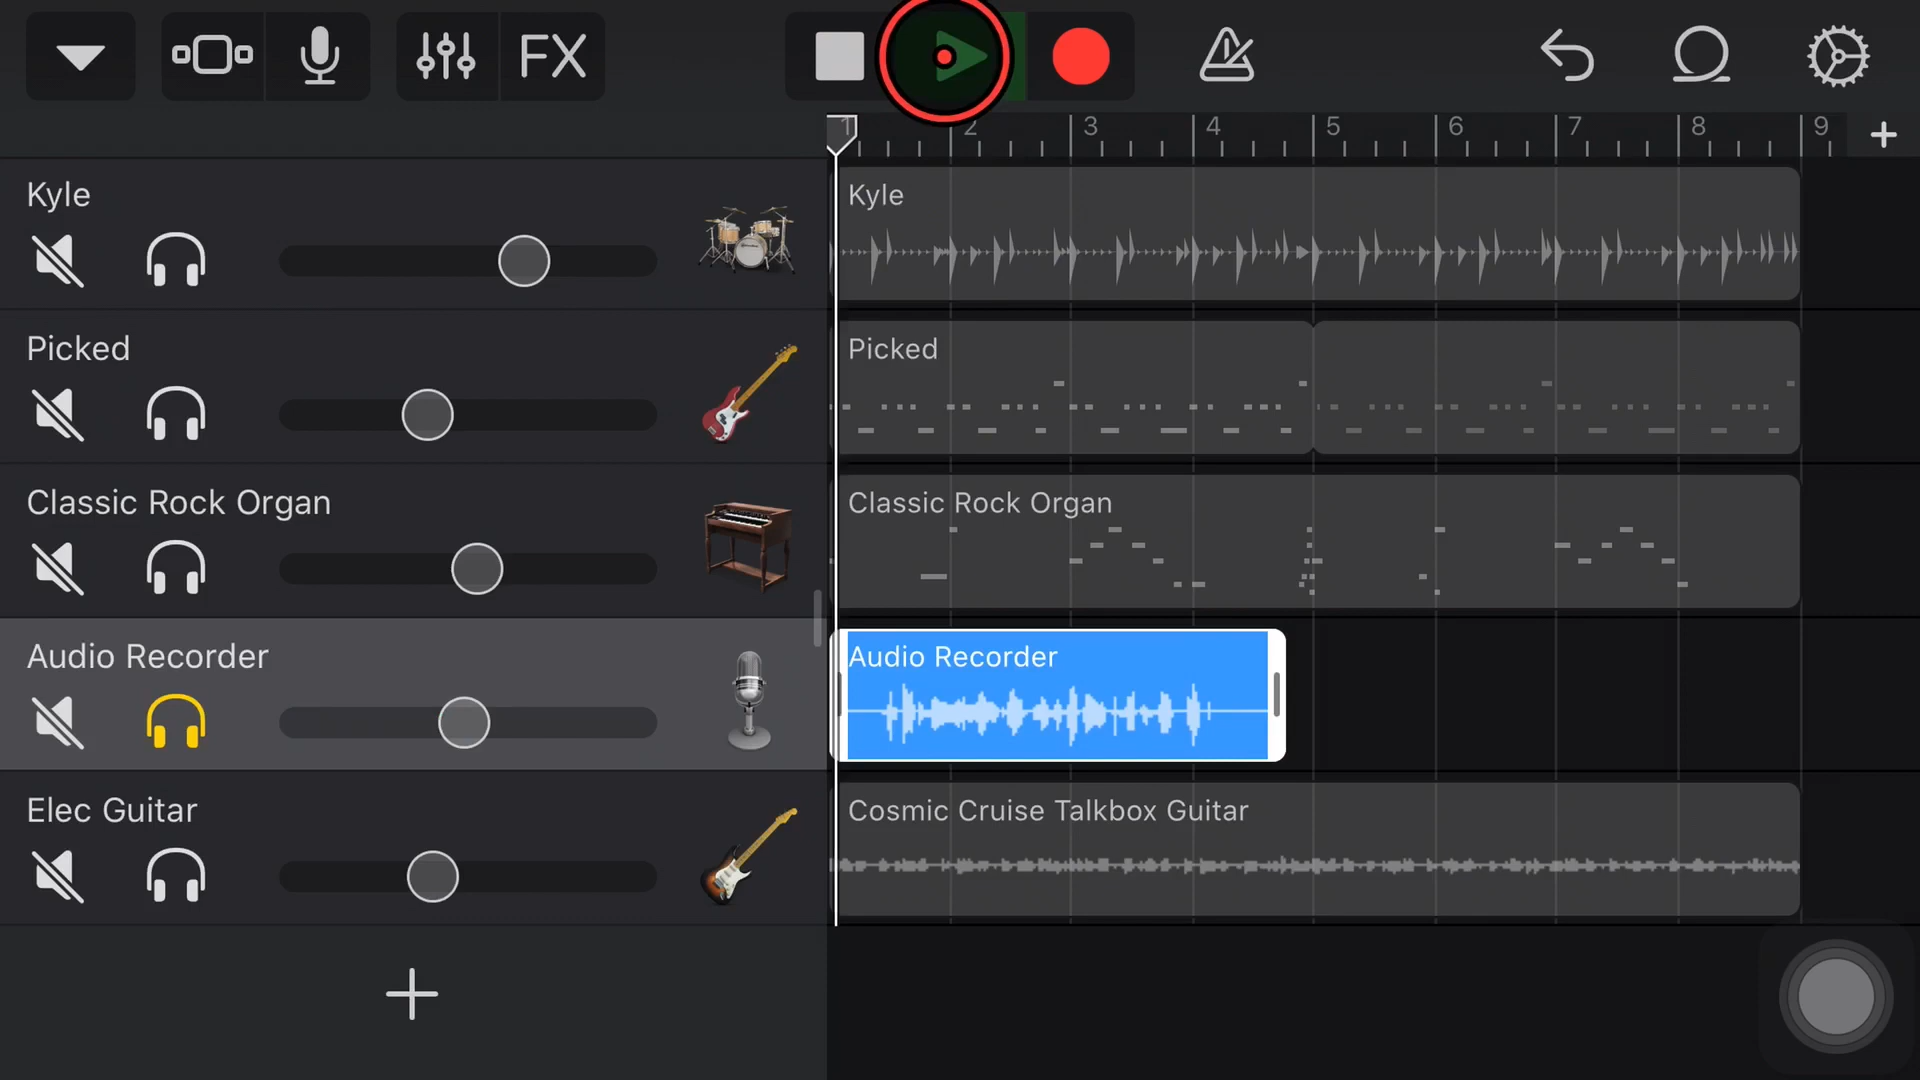 FX
1 2 3 4 5 6 7 8 9
Kyle
Kyle
Picked
Picked
Classic Rock Organ
Classic Rock Organ
Audio Recorder
Audio Recorder
Elec Guitar
Cosmic Cruise Talkbox Guitar